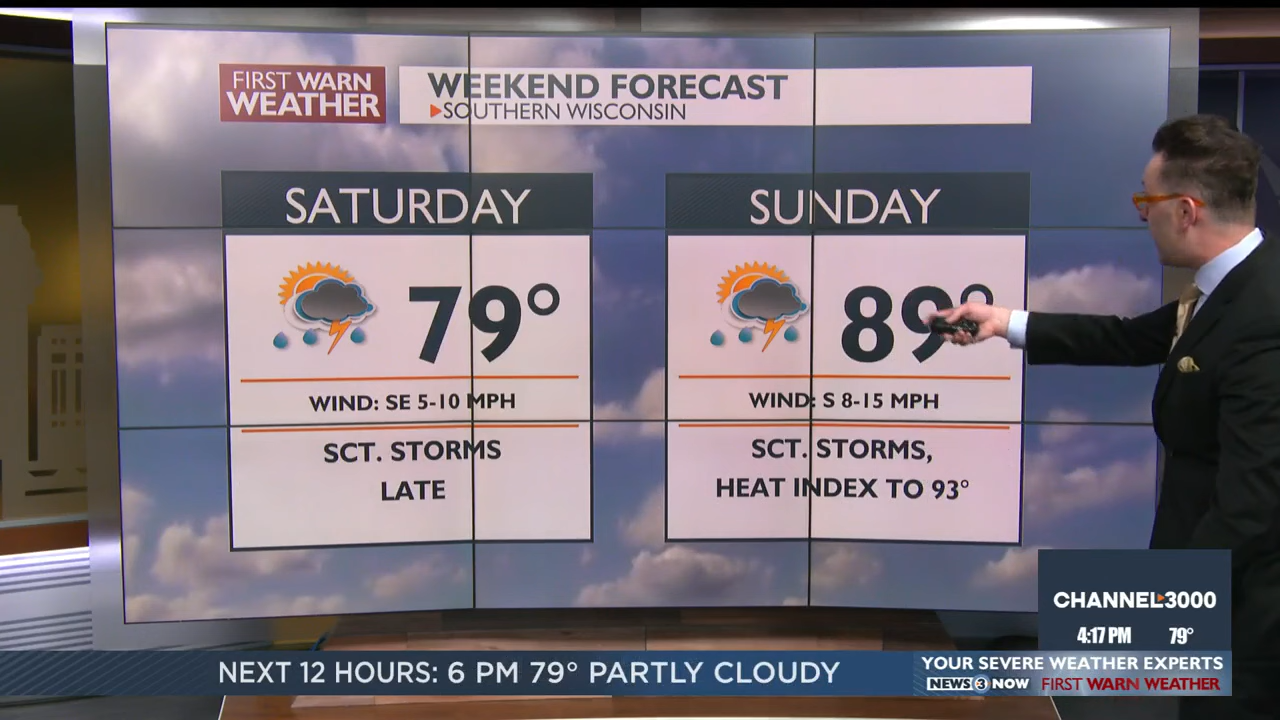 FIRST WARN
WEATHER
WEEKEND FORECAST
SOUTHERN WISCONSIN
SATURDAY
79°
WIND: SE 5-10 MPH
SCT. STORMS
LATE
SUNDAY
89°
WIND: S 8-15 MPH
SCT. STORMS,
HEAT INDEX TO 93°
CHANNEL3000
4:17 PM 79°
NEXT 12 HOURS: 6 PM 79° PARTLY CLOUDY
YOUR SEVERE WEATHER EXPERTS
NEWS 3 NOW FIRST WARN WEATHER